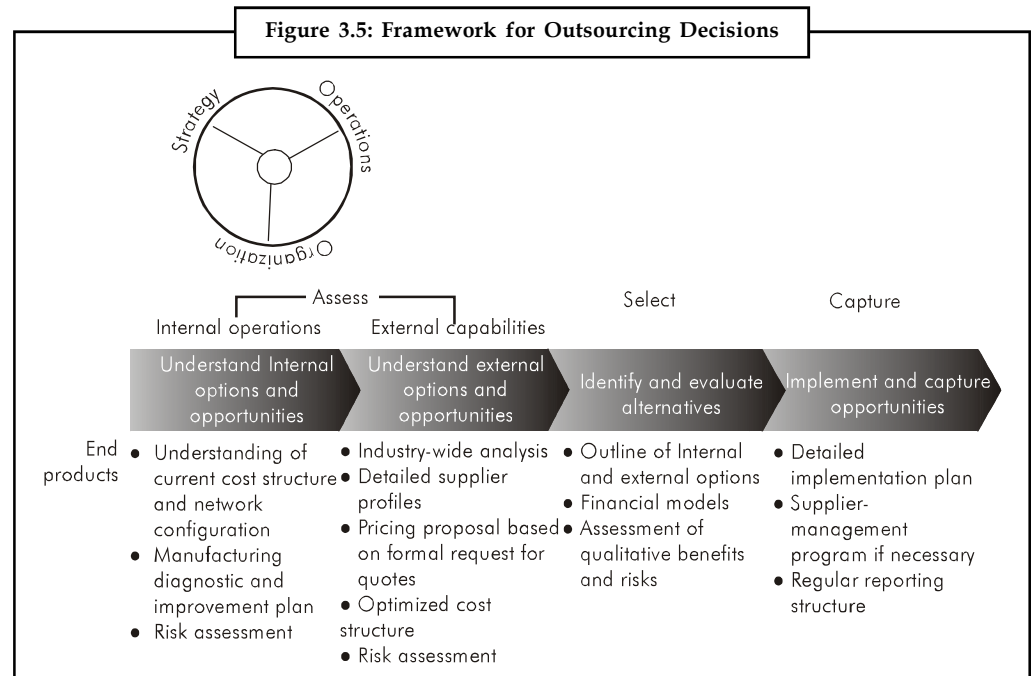 Figure 3.5: Framework for Outsourcing Decisions
Strategy
Operations
Organization
Assess
Select
Capture
Internal operations
External capabilities
Understand Internal
options and
opportunities
Understand external
options and
opportunities
Identify and evaluate
alternatives
Implement and capture
opportunities
End
products
● Understanding of
current cost structure
and network
configuration
● Manufacturing
diagnostic and
improvement plan
● Risk assessment
● Industry-wide analysis
● Detailed supplier
profiles
● Pricing proposal based
on formal request for
quotes
● Optimized cost
structure
● Risk assessment
● Outline of Internal
and external options
● Financial models
● Assessment of
qualitative benefits
and risks
● Detailed
implementation plan
● Supplier-
management
program if necessary
● Regular reporting
structure